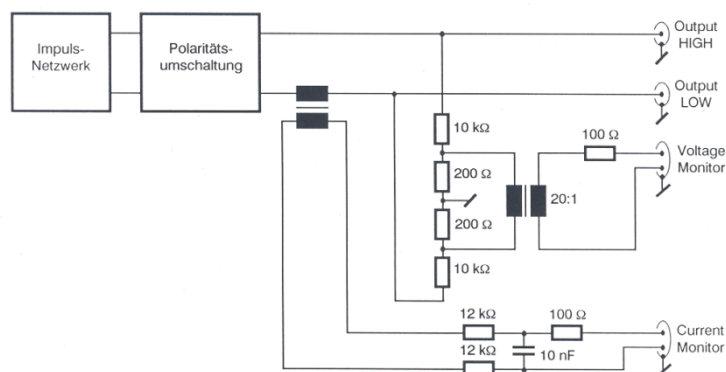 Impuls-
Netzwerk
Polaritäts-
umschaltung
Output
HIGH
Output
LOW
10 kΩ
200 Ω
200 Ω
10 kΩ
20:1
100 Ω
Voltage
Monitor
12 kΩ
100 Ω
12 kΩ
10 nF
Current
Monitor